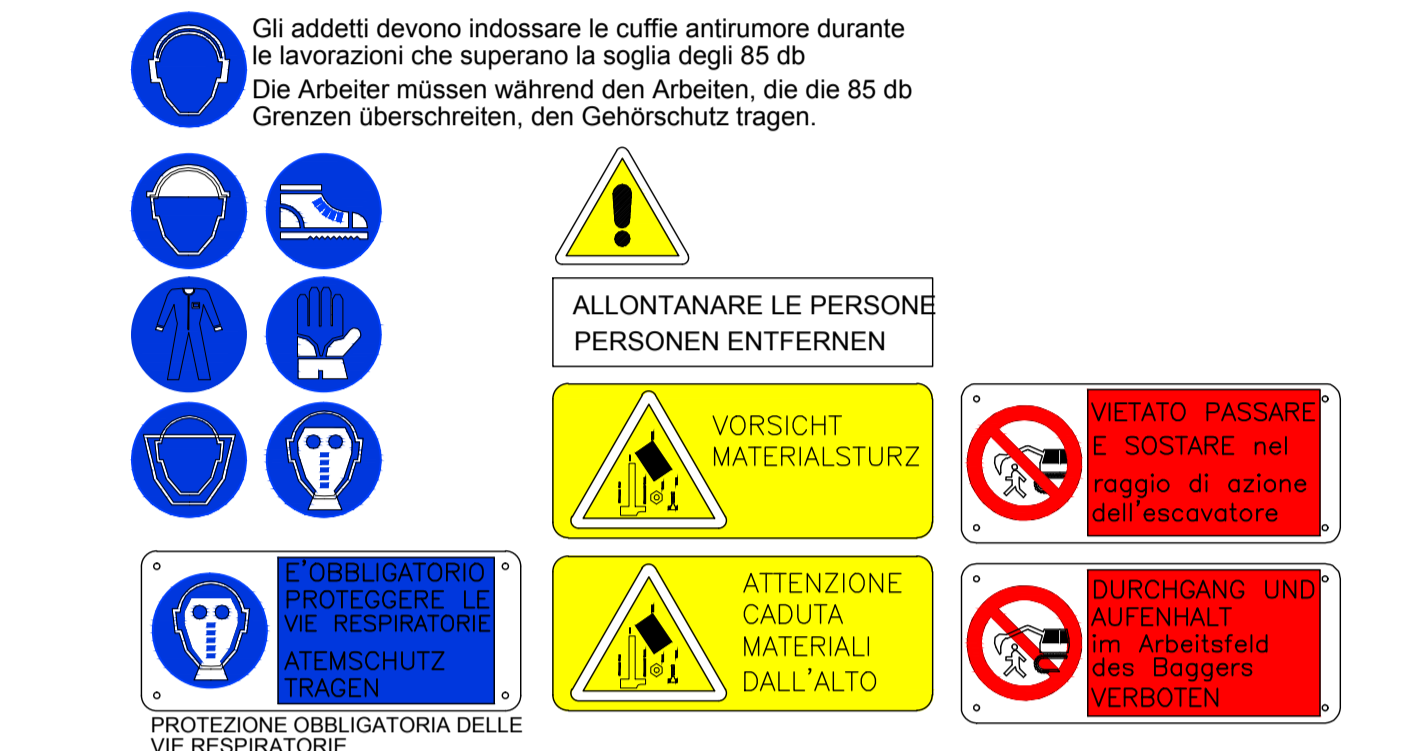 Gli addetti devono indossare le cuffie antirumore durante
le lavorazioni che superano la soglia degli 85 db
Die Arbeiter müssen während den Arbeiten, die die 85 db
Grenzen überschreiten, den Gehörschutz tragen.
ALLONTANARE LE PERSONE
PERSONEN ENTFERNEN
VORSICHT
MATERIALSTURZ
VIETATO PASSARE
E SOSTARE nel
raggio di azione
dell'escavatore
E'OBBLIGATORIO
PROTEGGERE LE
VIE RESPIRATORIE
ATEMSCHUTZ
TRAGEN
ATTENZIONE
CADUTA
MATERIALI
DALL'ALTO
DURCHGANG UND
AUFENHALT
im Arbeitsfeld
des Baggers
VERBOTEN
PROTEZIONE OBBLIGATORIA DELLE
VIE RESPIRATORIE